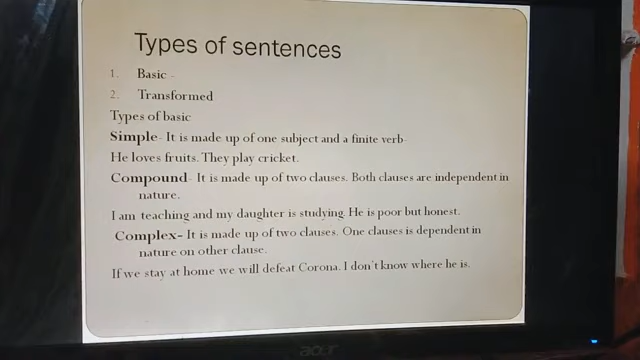 Types of sentences
1. Basic -
2. Transformed
Types of basic
Simple- It is made up of one subject and a finite verb-
He loves fruits. They play cricket.
Compound- It is made up of two clauses. Both clauses are independent in
nature.
I am teaching and my daughter is studying. He is poor but honest.
Complex- It is made up of two clauses. One clauses is dependent in
nature on other clause.
If we stay at home we will defeat Corona. I don't know where he is.
acer